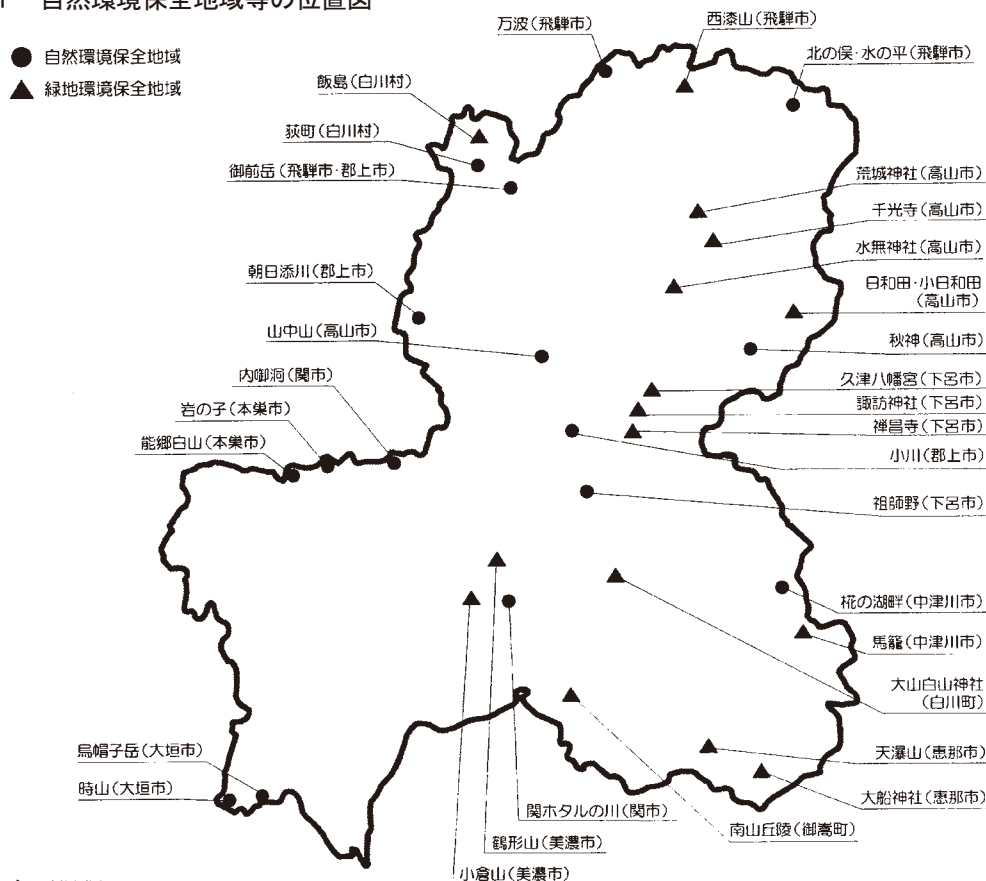 自然環境保全地域等の位置図
● 自然環境保全地域
▲ 緑地環境保全地域
万波(飛騨市)
西漆山(飛騨市)
北の俣・水の平(飛騨市)
飯島(白川村)
荻町(白川村)
御前岳(飛騨市・郡上市)
荒城神社(高山市)
千光寺(高山市)
水無神社(高山市)
朝日添川(郡上市)
日和田・小日和田
(高山市)
山中山(高山市)
秋神(高山市)
内御洞(関市)
久津八幡宮(下呂市)
岩の子(本巣市)
諏訪神社(下呂市)
禅昌寺(下呂市)
能郷白山(本巣市)
小川(郡上市)
祖師野(下呂市)
椛の湖畔(中津川市)
馬籠(中津川市)
大山白山神社
(白川町)
烏帽子岳(大垣市)
天瀑山(恵那市)
時山(大垣市)
大船神社(恵那市)
関ホタルの川(関市)
南山丘陵(御嵩町)
鶴形山(美濃市)
小倉山(美濃市)